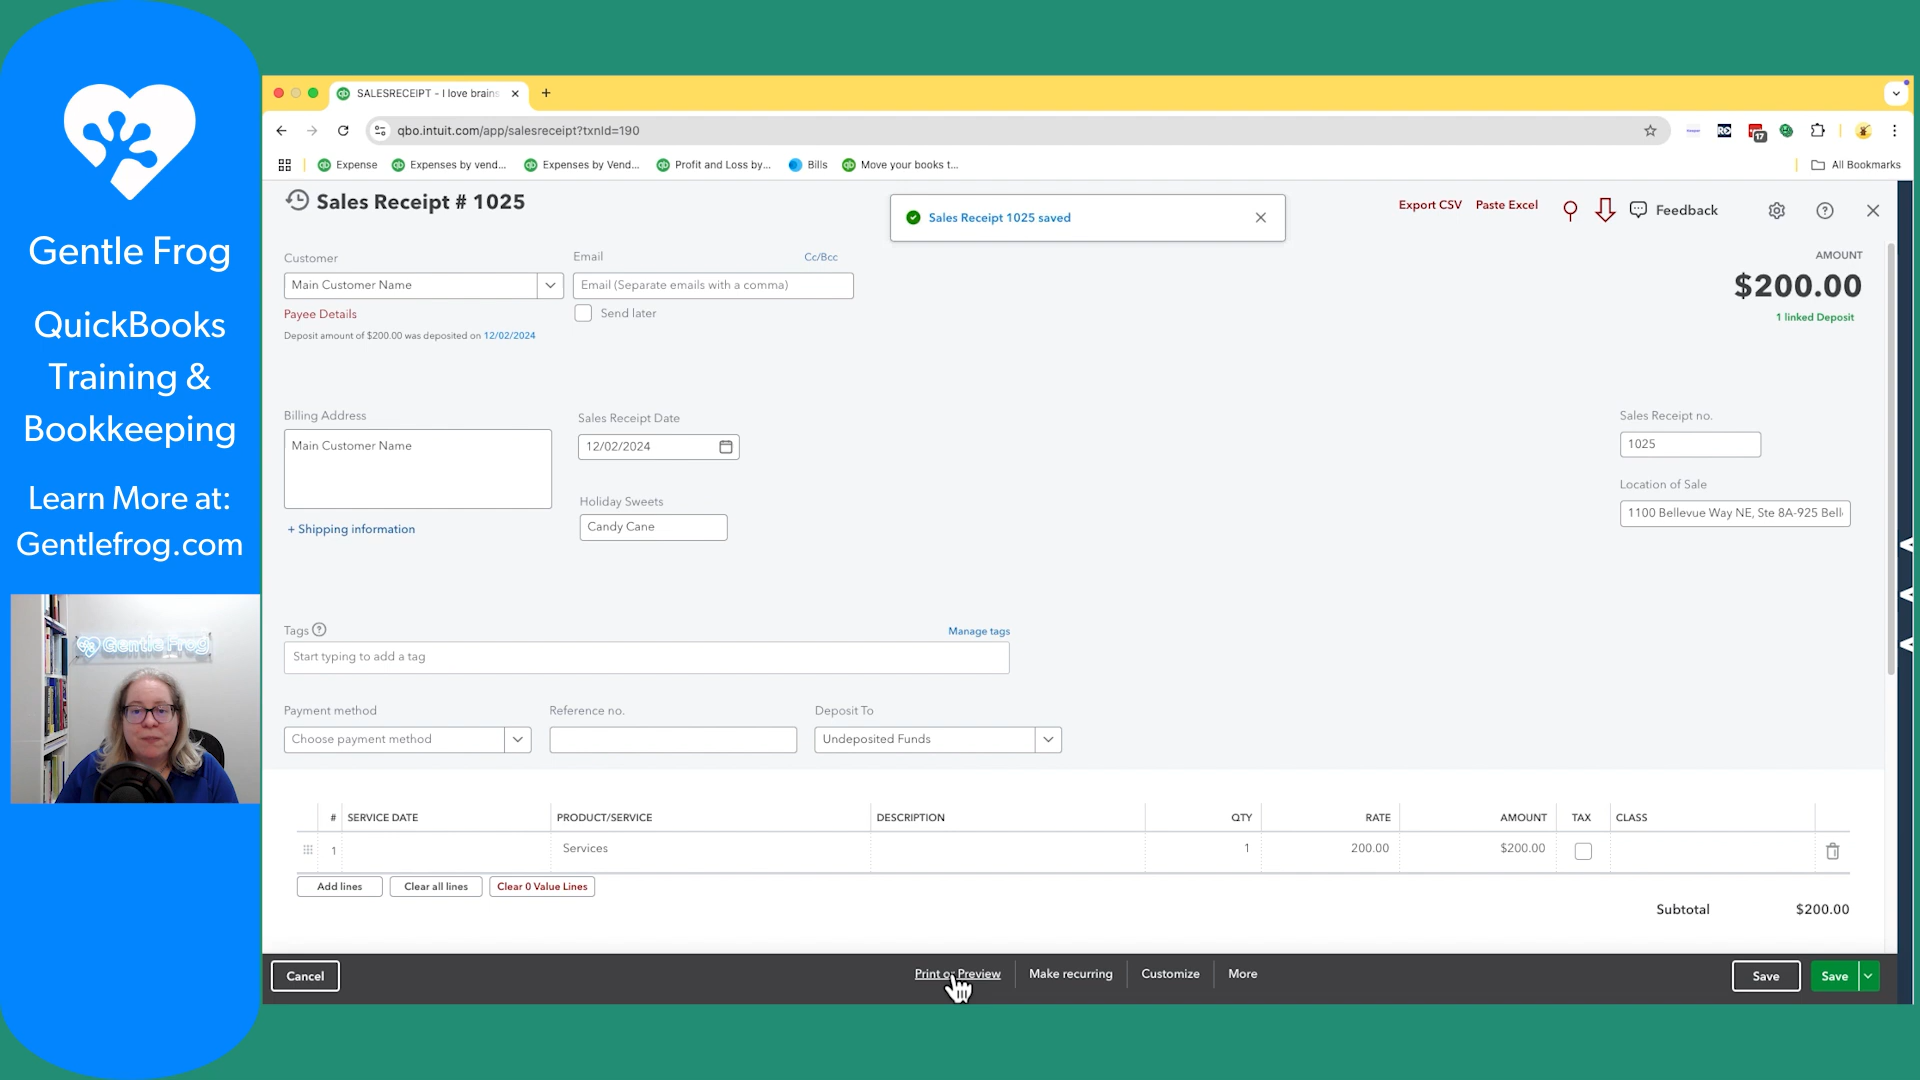 Gentle Frog
QuickBooks
Training &
Bookkeeping
Learn More at:
Gentlefrog.com
Gentle Frog
SALESRECEIPT - I love brains
qbo.intuit.com/app/salesreceipt?txnId=190
17
Expense
Expenses by vend...
Expenses by Vend...
Profit and Loss by...
Bills
Move your books t...
All Bookmarks
Sales Receipt # 1025
Sales Receipt 1025 saved
Export CSV
Paste Excel
Feedback
Customer
Email
Cc/Bcc
AMOUNT
Main Customer Name
Email (Separate emails with a comma)
$200.00
Payee Details
Send later
1 linked Deposit
Deposit amount of $200.00 was deposited on 12/02/2024
Billing Address
Sales Receipt Date
Sales Receipt no.
Main Customer Name
12/02/2024
1025
Location of Sale
Holiday Sweets
1100 Bellevue Way NE, Ste 8A-925 Bell
Candy Cane
+ Shipping information
Tags
Manage tags
Start typing to add a tag
Payment method
Reference no.
Deposit To
Choose payment method
Undeposited Funds
# SERVICE DATE PRODUCT/SERVICE DESCRIPTION QTY RATE AMOUNT TAX CLASS
1 Services 1 200.00 $200.00
Add lines
Clear all lines
Clear 0 Value Lines
Subtotal $200.00
Cancel
Print or Preview
Make recurring
Customize
More
Save
Save